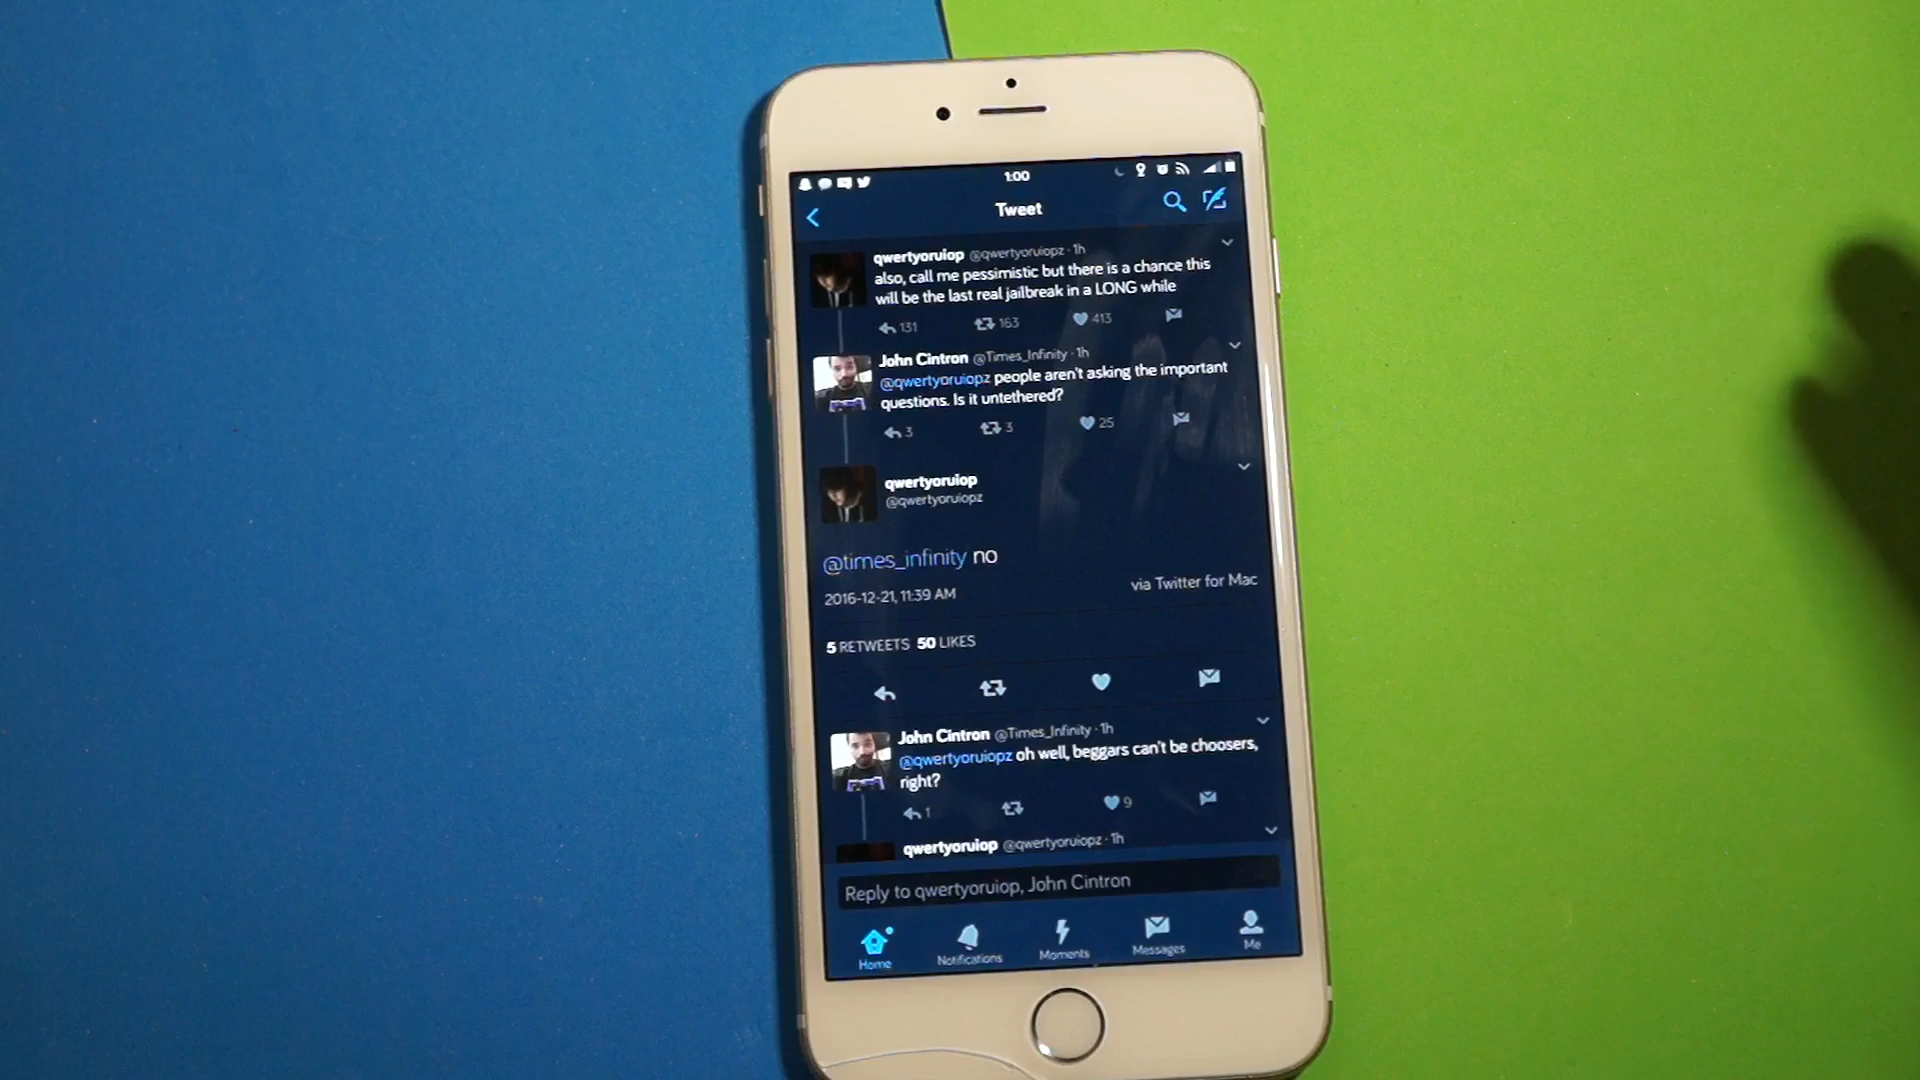 1:00
Tweet
qwertyoruiop @qwertyoruiopz · 1h
also, call me pessimistic but there is a chance this
will be the last real jailbreak in a LONG while
131 163 413
John Cintron @Times_Infinity · 1h
@qwertyoruiopz people aren't asking the important
questions. Is it untethered?
3 3 25
qwertyoruiop
@qwertyoruiopz
@times_infinity no
2016-12-21, 11:39 AM via Twitter for Mac
5 RETWEETS 50 LIKES
John Cintron @Times_Infinity · 1h
@qwertyoruiopz oh well, beggars can't be choosers,
right?
1 9
qwertyoruiop @qwertyoruiopz · 1h
Reply to qwertyoruiop, John Cintron
Home Notifications Moments Messages Me